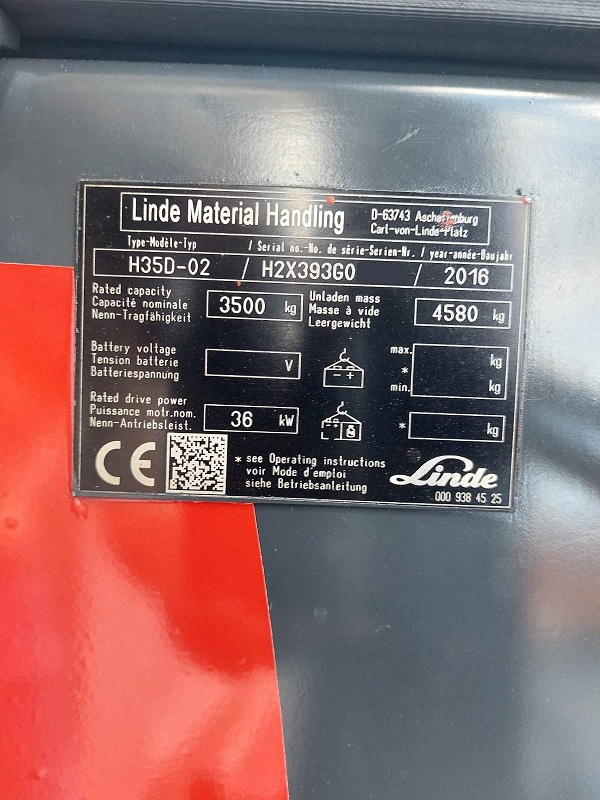 Linde Material Handling
D-63743 Aschaffenburg
Carl-von-Linde-Platz
Type-Modèle-Typ / Serial no.-No. de série-Serien-Nr. / year-année-Baujahr
H35D-02 / H2X393G0 / 2016
Rated capacity
Capacité nominale
Nenn-Tragfähigkeit
3500 kg
Unladen mass
Masse à vide
Leergewicht
4580 kg
Battery voltage
Tension batterie
Batteriespannung
V
max.
*
min.
kg
kg
Rated drive power
Puissance motr.nom.
Nenn-Antriebsleist.
36 kW
* kg
CE
* see Operating instructions
voir Mode d'emploi
siehe Betriebsanleitung
Linde
000 938 45 25